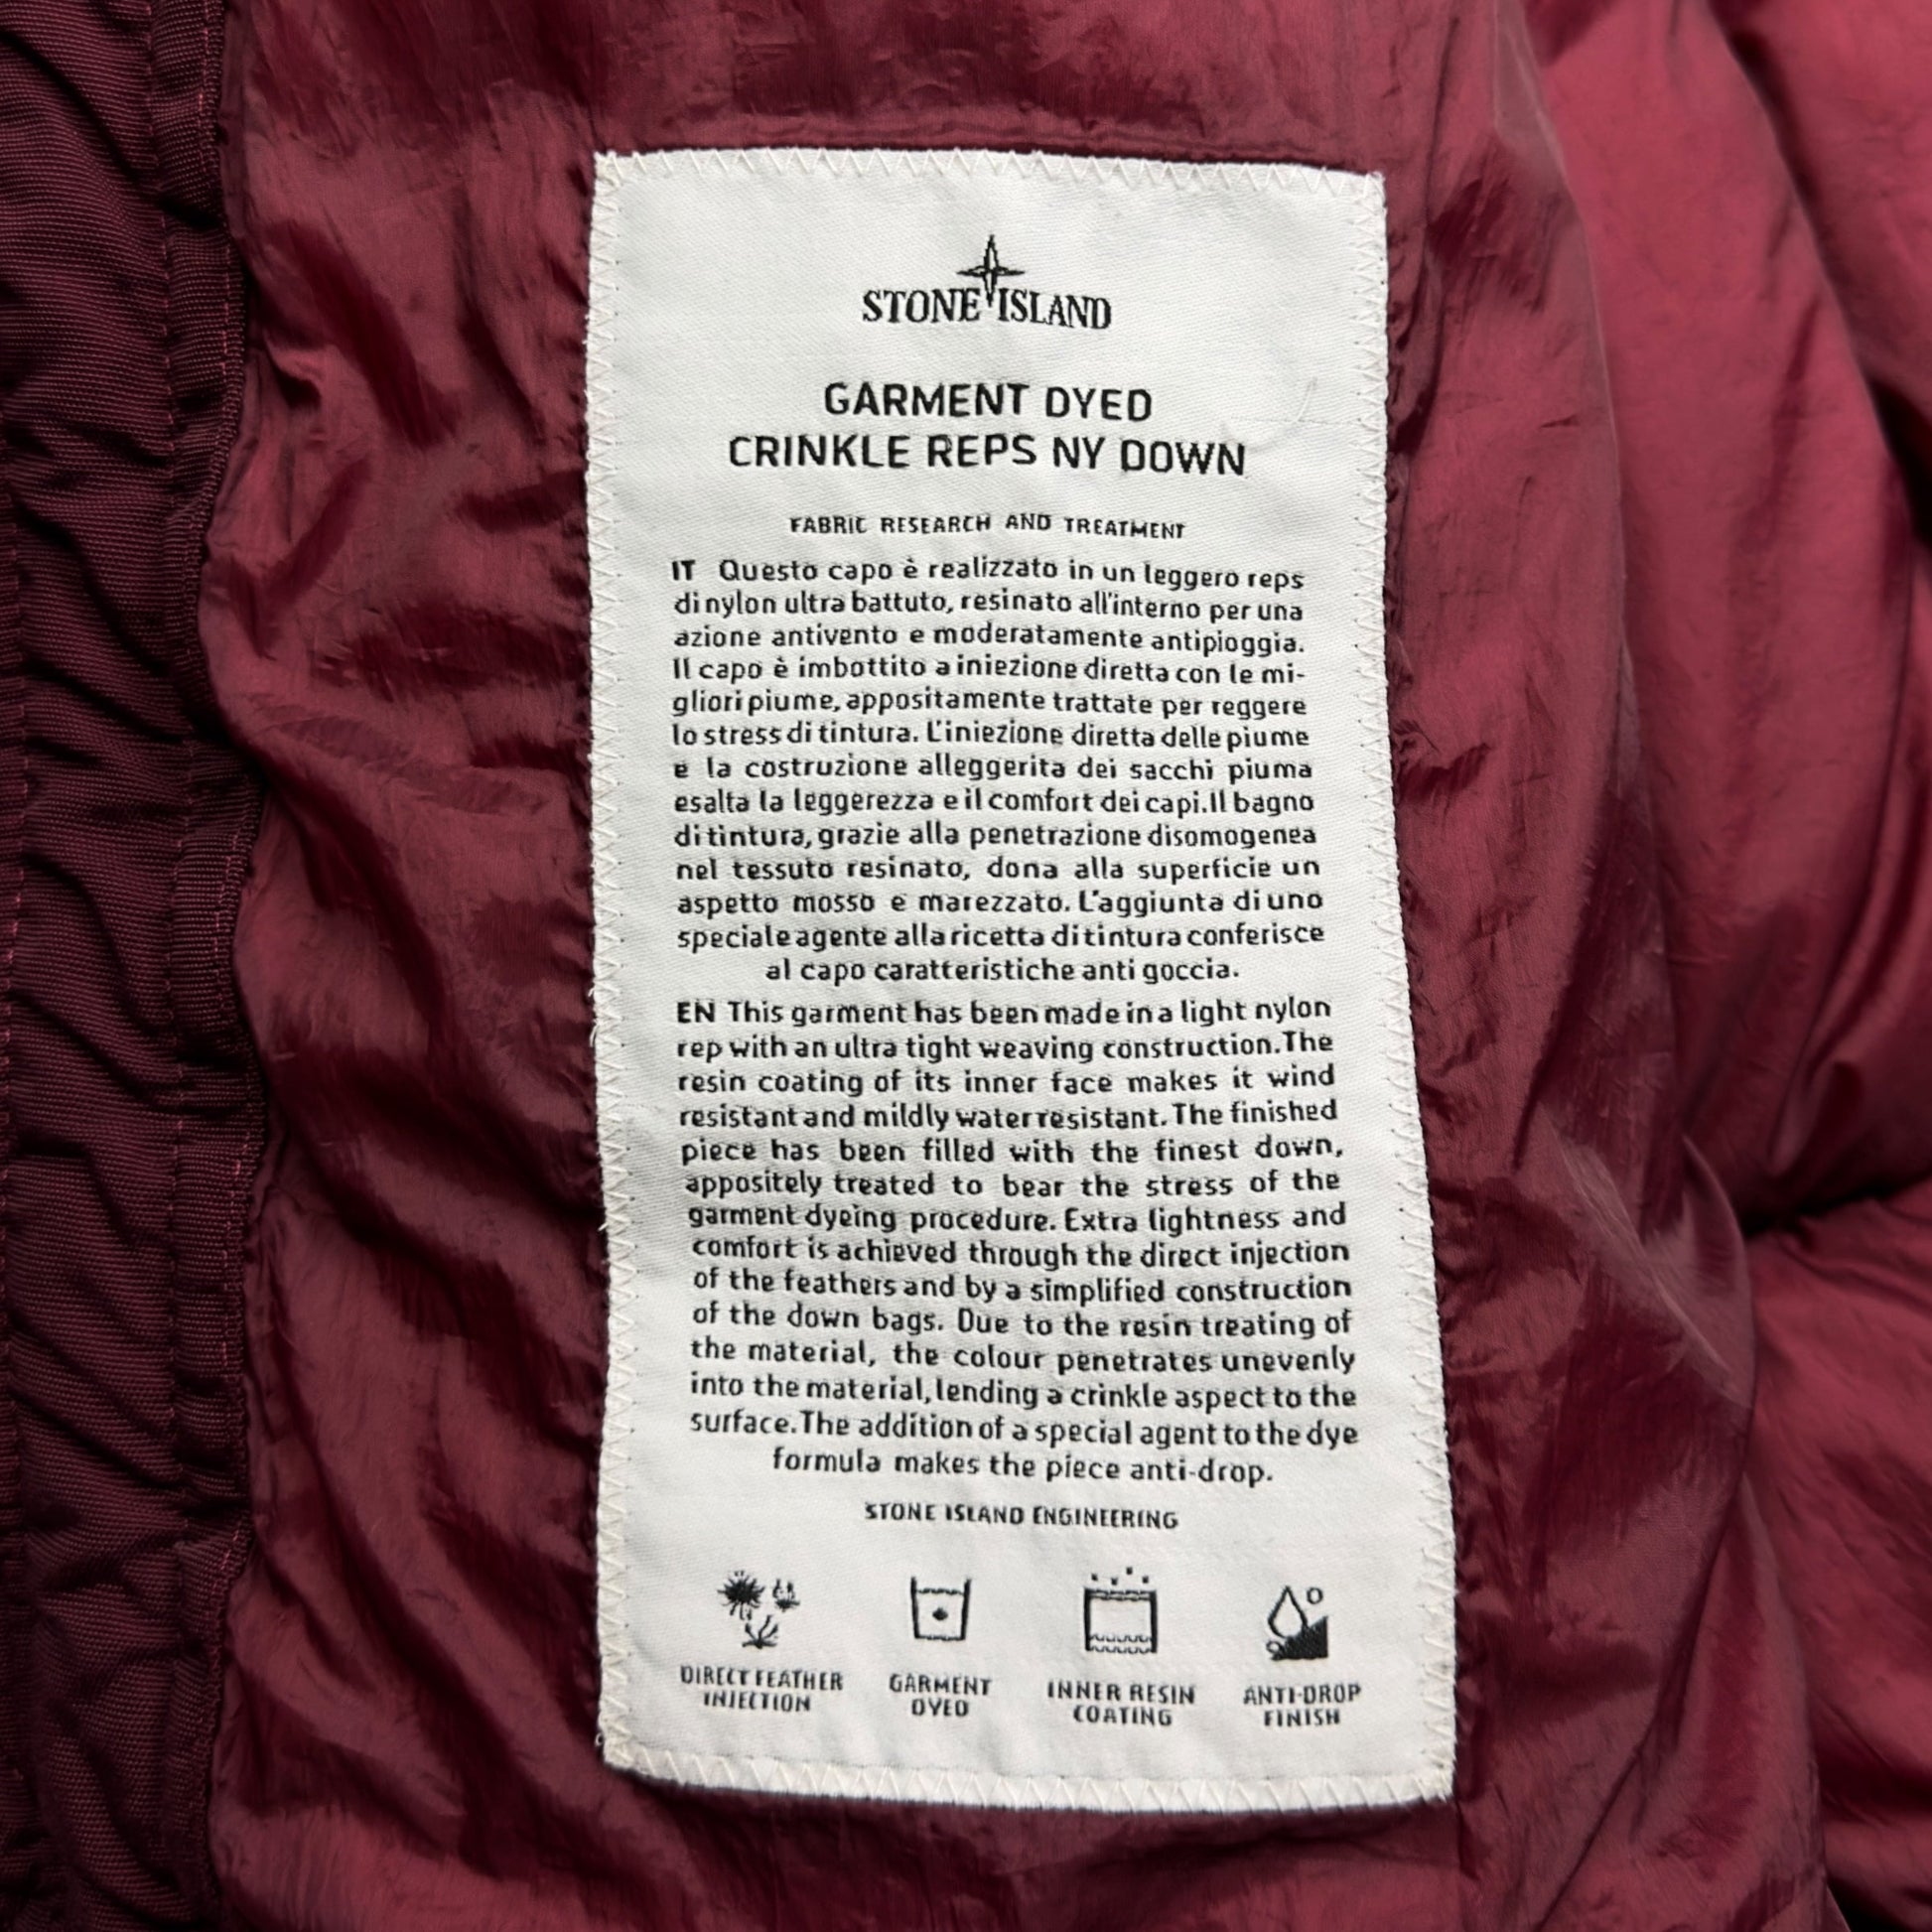 STONE ISLAND
GARMENT DYED
CRINKLE REPS NY DOWN
FABRIC RESEARCH AND TREATMENT
IT Questo capo è realizzato in un leggero reps
di nylon ultra battuto, resinato all'interno per una
azione antivento e moderatamente antipioggia.
Il capo è imbottito a iniezione diretta con le mi-
gliori piume, appositamente trattate per reggere
lo stress di tintura. L'iniezione diretta delle piume
e la costruzione alleggerita dei sacchi piuma
esalta la leggerezza e il comfort dei capi. Il bagno
di tintura, grazie alla penetrazione disomogenea
nel tessuto resinato, dona alla superficie un
aspetto mosso e marezzato. L'aggiunta di uno
speciale agente alla ricetta di tintura conferisce
al capo caratteristiche anti goccia.
EN This garment has been made in a light nylon
rep with an ultra tight weaving construction. The
resin coating of its inner face makes it wind
resistant and mildly water resistant. The finished
piece has been filled with the finest down,
appositely treated to bear the stress of the
garment dyeing procedure. Extra lightness and
comfort is achieved through the direct injection
of the feathers and by a simplified construction
of the down bags. Due to the resin treating of
the material, the colour penetrates unevenly
into the material, lending a crinkle aspect to the
surface. The addition of a special agent to the dye
formula makes the piece anti-drop.
STONE ISLAND ENGINEERING
DIRECT FEATHER
INJECTION
GARMENT
DYED
INNER RESIN
COATING
ANTI-DROP
FINISH